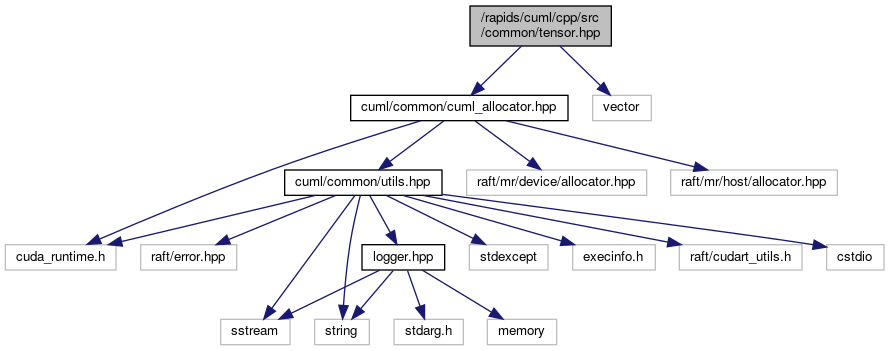 /rapids/cuml/cpp/src
/common/tensor.hpp
cuml/common/cuml_allocator.hpp
vector
cuml/common/utils.hpp
raft/mr/device/allocator.hpp
raft/mr/host/allocator.hpp
cuda_runtime.h
raft/error.hpp
logger.hpp
stdexcept
execinfo.h
raft/cudart_utils.h
cstdio
sstream
string
stdarg.h
memory